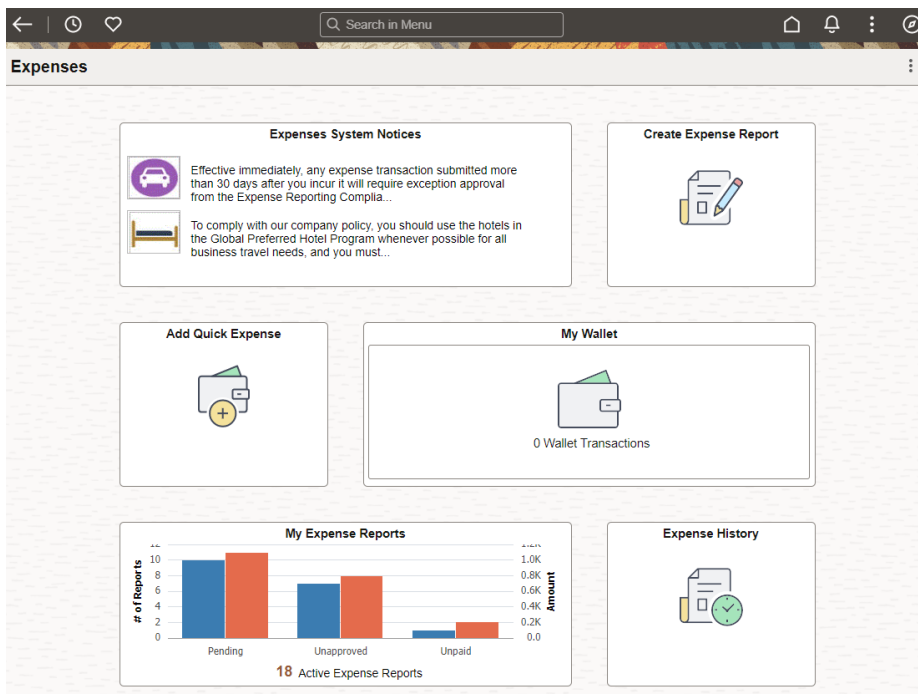 Search in Menu
Expenses
Expenses System Notices
Effective immediately, any expense transaction submitted more
than 30 days after you incur it will require exception approval
from the Expense Reporting Complia...
To comply with our company policy, you should use the hotels in
the Global Preferred Hotel Program whenever possible for all
business travel needs, and you must...
Create Expense Report
Add Quick Expense
My Wallet
0 Wallet Transactions
My Expense Reports
# of Reports
12
10
8
6
4
2
0
1.2K
1.0K
0.8K
0.6K
0.4K
0.2K
0.0
Amount
Pending
Unapproved
Unpaid
18 Active Expense Reports
Expense History